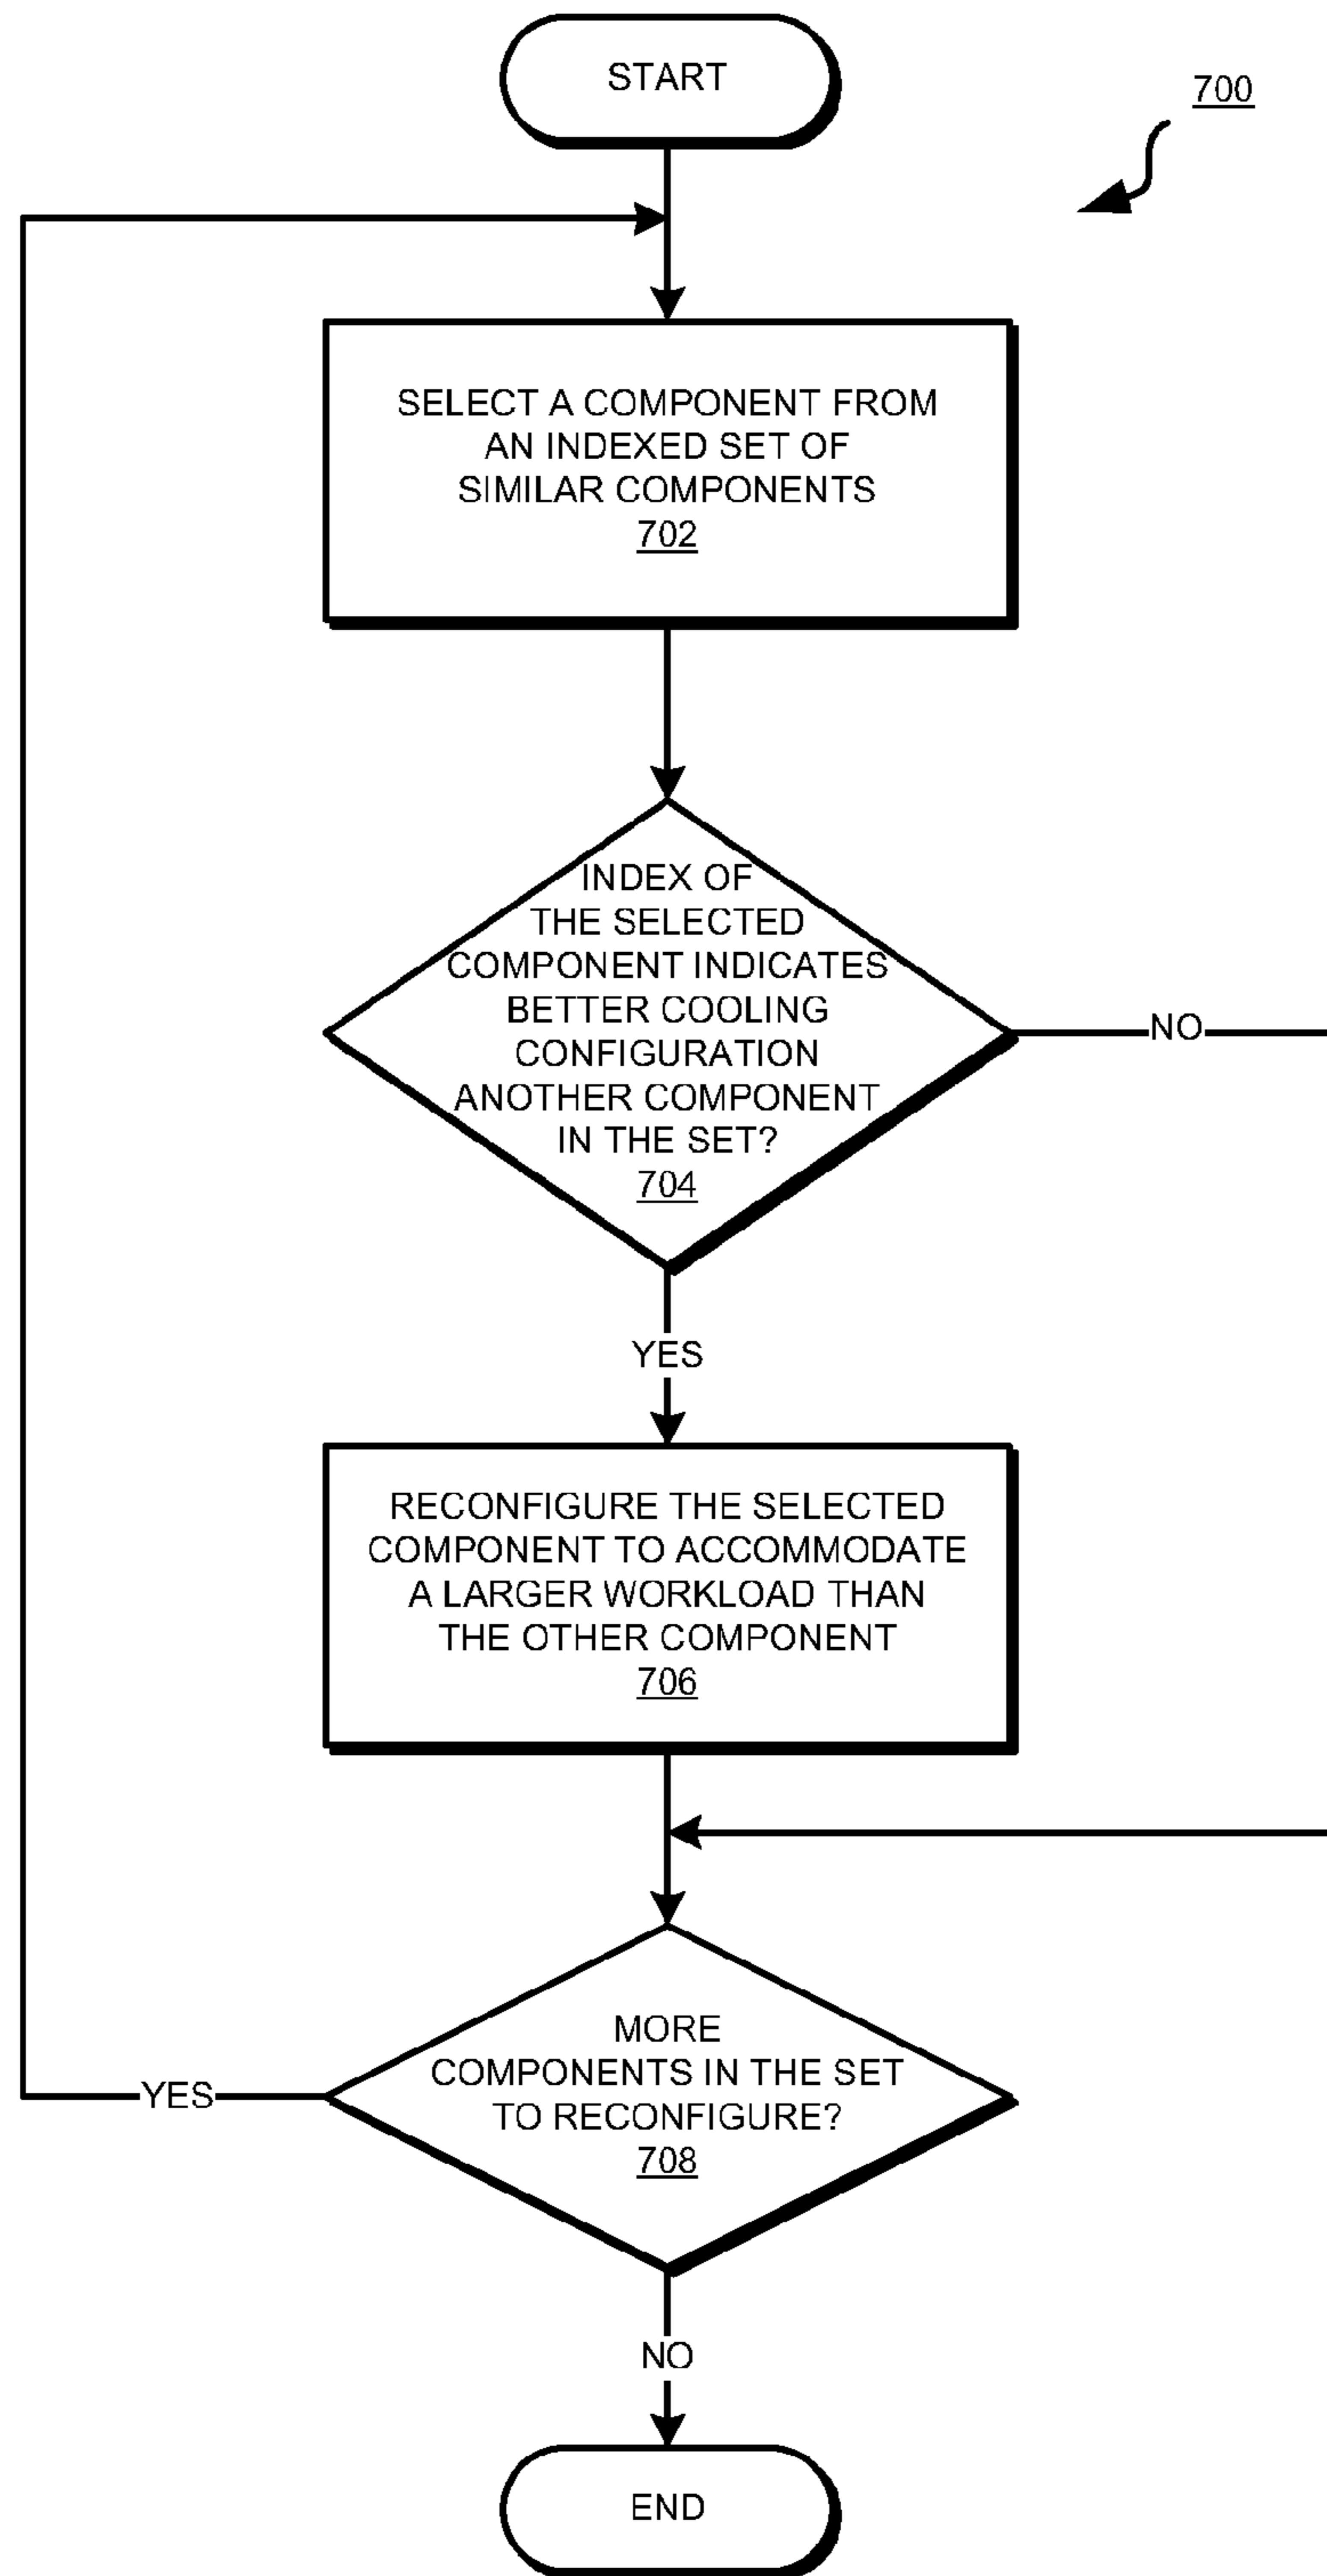 START
700
SELECT A COMPONENT FROM
AN INDEXED SET OF
SIMILAR COMPONENTS
702
INDEX OF
THE SELECTED
COMPONENT INDICATES
BETTER COOLING
CONFIGURATION
ANOTHER COMPONENT
IN THE SET?
704
NO
YES
RECONFIGURE THE SELECTED
COMPONENT TO ACCOMMODATE
A LARGER WORKLOAD THAN
THE OTHER COMPONENT
706
MORE
COMPONENTS IN THE SET
TO RECONFIGURE?
708
YES
NO
END